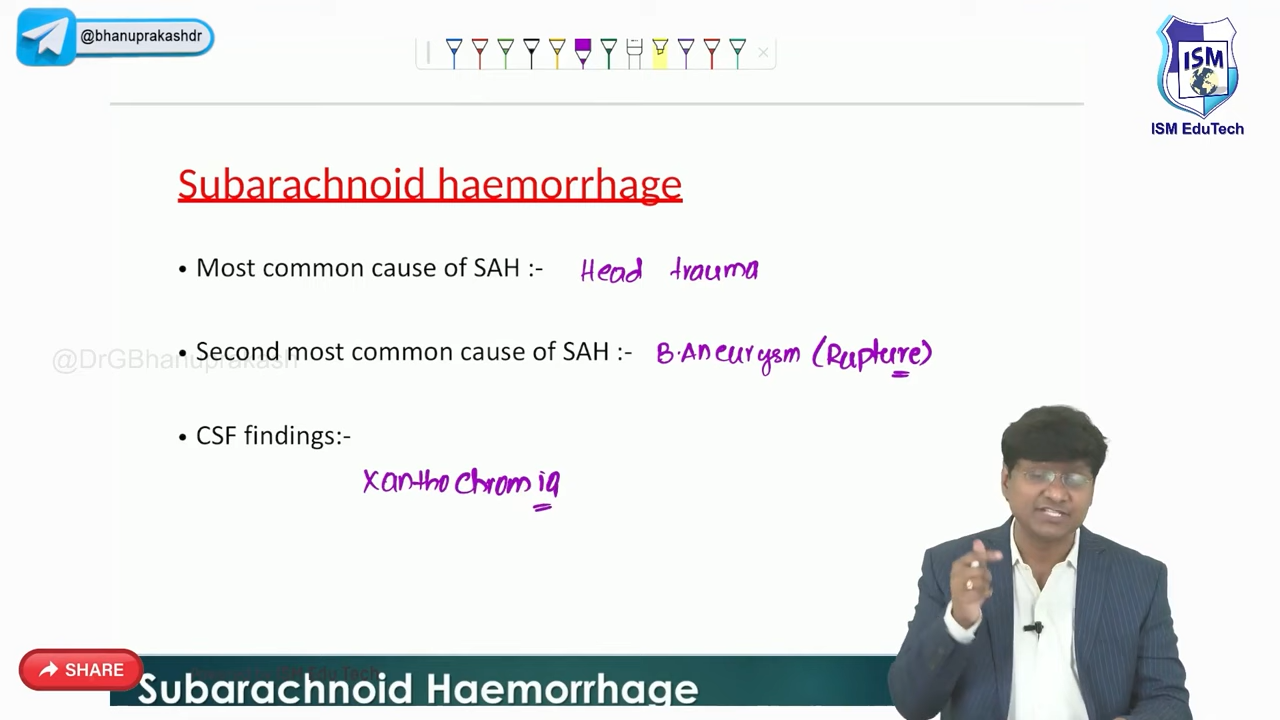 @bhanuprakashdr
ISM
ISM EduTech
Subarachnoid haemorrhage
• Most common cause of SAH :- Head trauma
@DrGBhanuprakash
• Second most common cause of SAH :- B.Aneurysm (Rupture)
• CSF findings:-
Xanthochromia
SHARE
Subarachnoid Haemorrhage